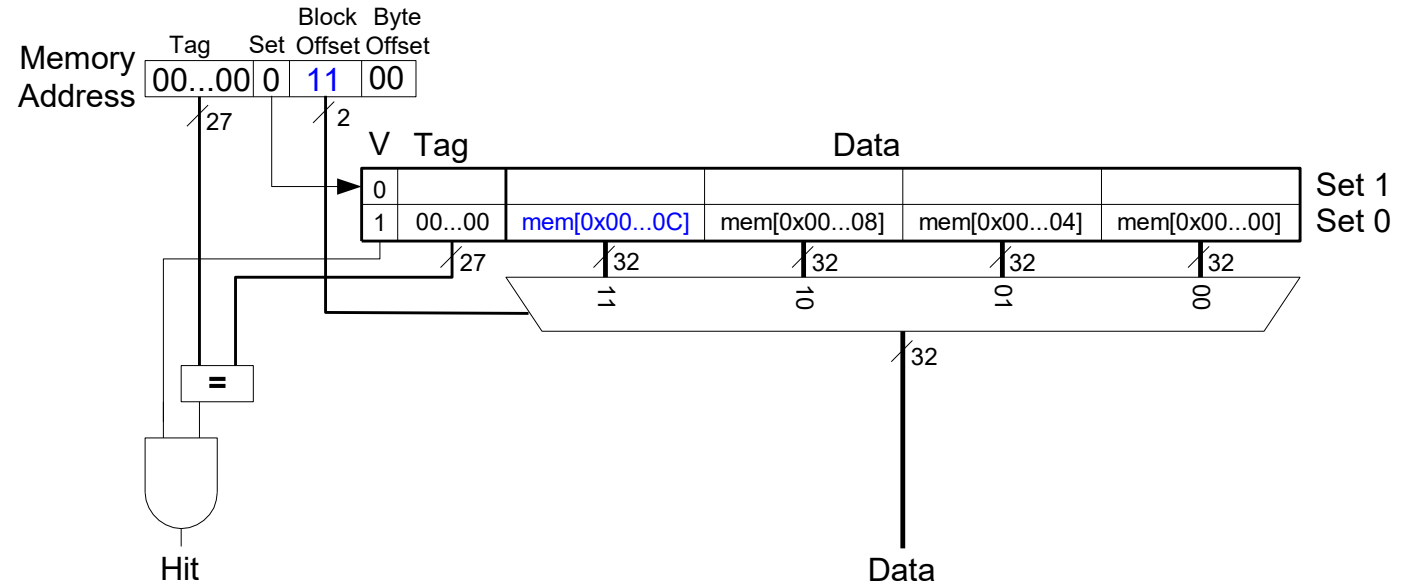 Block Byte
Tag Set Offset Offset
Memory
Address
00...00 0 11 00
27 2
V Tag Data
0 Set 1
1 00...00 mem[0x00...0C] mem[0x00...08] mem[0x00...04] mem[0x00...00] Set 0
27 32 32 32 32
11 10 01 00
32
=
Hit Data